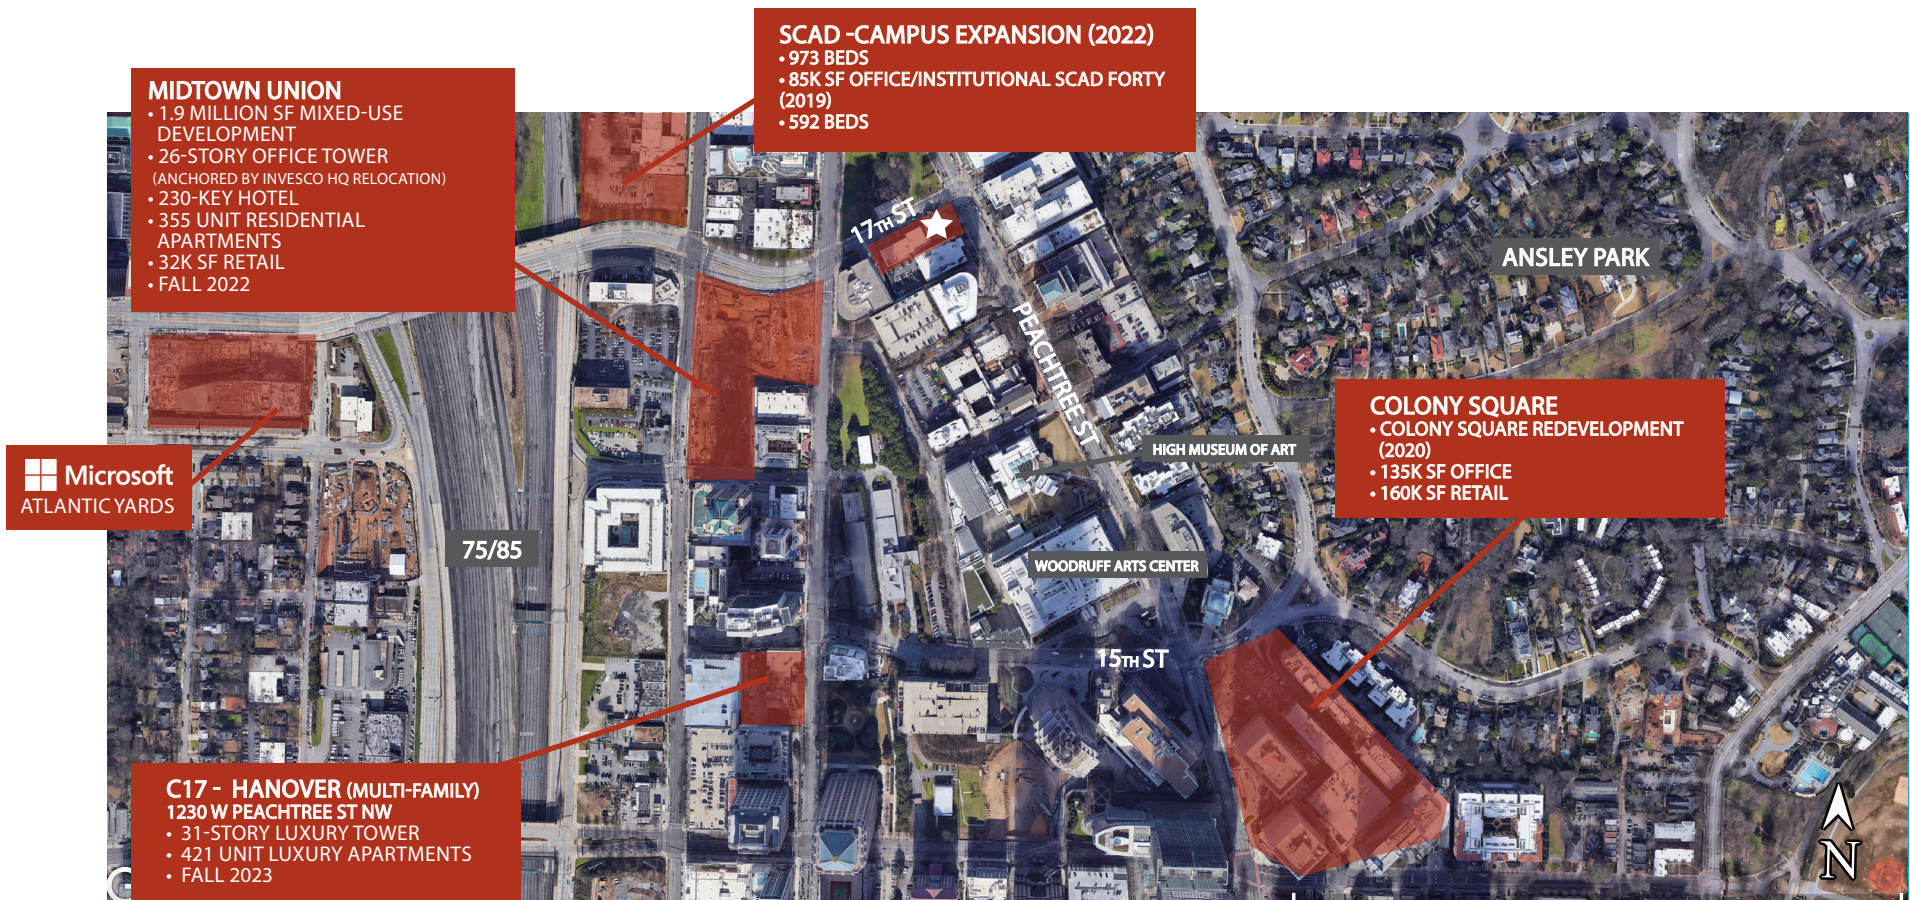 SCAD -CAMPUS EXPANSION (2022)
• 973 BEDS
• 85K SF OFFICE/INSTITUTIONAL SCAD FORTY
(2019)
• 592 BEDS
MIDTOWN UNION
• 1.9 MILLION SF MIXED-USE
DEVELOPMENT
• 26-STORY OFFICE TOWER
(ANCHORED BY INVESCO HQ RELOCATION)
• 230-KEY HOTEL
• 355 UNIT RESIDENTIAL
APARTMENTS
• 32K SF RETAIL
• FALL 2022
17TH ST
ANSLEY PARK
PEACHTREE ST
COLONY SQUARE
• COLONY SQUARE REDEVELOPMENT
(2020)
• 135K SF OFFICE
• 160K SF RETAIL
HIGH MUSEUM OF ART
Microsoft
ATLANTIC YARDS
75/85
WOODRUFF ARTS CENTER
15TH ST
C17 - HANOVER (MULTI-FAMILY)
1230 W PEACHTREE ST NW
• 31-STORY LUXURY TOWER
• 421 UNIT LUXURY APARTMENTS
• FALL 2023
N